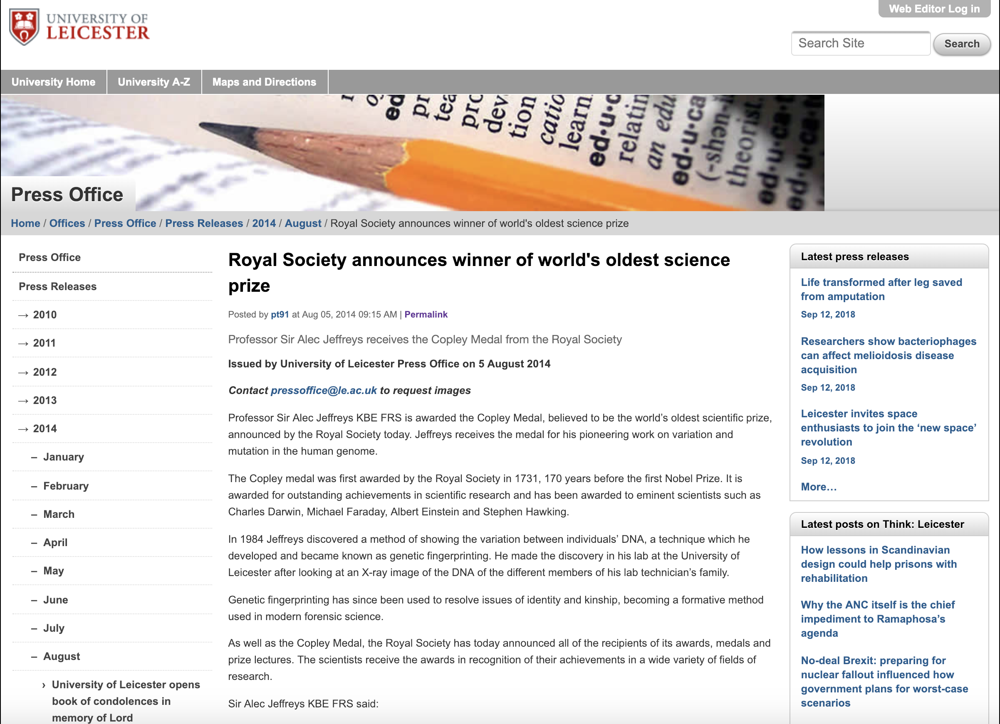 UNIVERSITY OF
LEICESTER
Web Editor Log in
Search Site
Search
University Home
University A-Z
Maps and Directions
ed
pr
tea
dev
tion
catio
learn
ed·u·c
relatin
an edu
ed·u·ca
theorist.
Press Office
Home / Offices / Press Office / Press Releases / 2014 / August / Royal Society announces winner of world's oldest science prize
Press Office
Press Releases
→ 2010
→ 2011
→ 2012
→ 2013
→ 2014
– January
– February
– March
– April
– May
– June
– July
– August
› University of Leicester opens
book of condolences in
memory of Lord
Royal Society announces winner of world's oldest science
prize
Posted by pt91 at Aug 05, 2014 09:15 AM | Permalink
Professor Sir Alec Jeffreys receives the Copley Medal from the Royal Society
Issued by University of Leicester Press Office on 5 August 2014
Contact pressoffice@le.ac.uk to request images
Professor Sir Alec Jeffreys KBE FRS is awarded the Copley Medal, believed to be the world’s oldest scientific prize,
announced by the Royal Society today. Jeffreys receives the medal for his pioneering work on variation and
mutation in the human genome.
The Copley medal was first awarded by the Royal Society in 1731, 170 years before the first Nobel Prize. It is
awarded for outstanding achievements in scientific research and has been awarded to eminent scientists such as
Charles Darwin, Michael Faraday, Albert Einstein and Stephen Hawking.
In 1984 Jeffreys discovered a method of showing the variation between individuals’ DNA, a technique which he
developed and became known as genetic fingerprinting. He made the discovery in his lab at the University of
Leicester after looking at an X-ray image of the DNA of the different members of his lab technician’s family.
Genetic fingerprinting has since been used to resolve issues of identity and kinship, becoming a formative method
used in modern forensic science.
As well as the Copley Medal, the Royal Society has today announced all of the recipients of its awards, medals and
prize lectures. The scientists receive the awards in recognition of their achievements in a wide variety of fields of
research.
Sir Alec Jeffreys KBE FRS said:
Latest press releases
Life transformed after leg saved
from amputation
Sep 12, 2018
Researchers show bacteriophages
can affect melioidosis disease
acquisition
Sep 12, 2018
Leicester invites space
enthusiasts to join the ‘new space’
revolution
Sep 12, 2018
More…
Latest posts on Think: Leicester
How lessons in Scandinavian
design could help prisons with
rehabilitation
Why the ANC itself is the chief
impediment to Ramaphosa’s
agenda
No-deal Brexit: preparing for
nuclear fallout influenced how
government plans for worst-case
scenarios